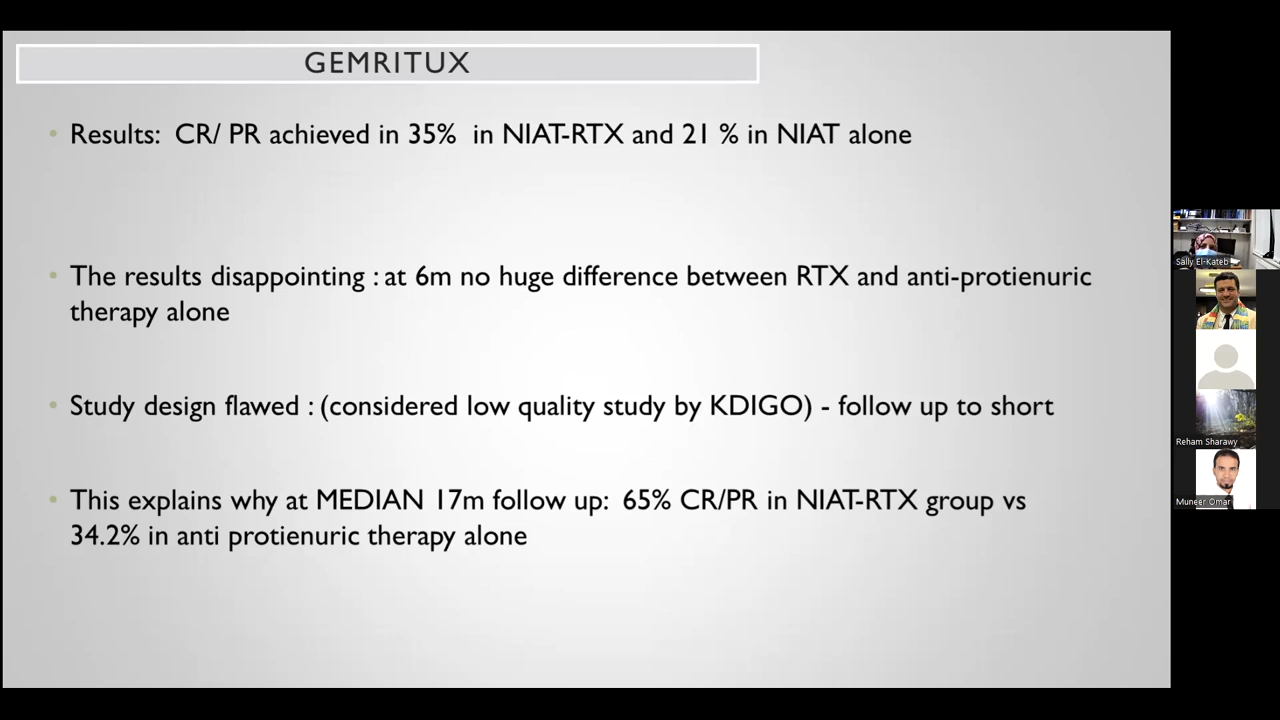 GEMRITUX
Results: CR/ PR achieved in 35% in NIAT-RTX and 21 % in NIAT alone
The results disappointing : at 6m no huge difference between RTX and anti-protienuric
therapy alone
Study design flawed : (considered low quality study by KDIGO) - follow up to short
This explains why at MEDIAN 17m follow up: 65% CR/PR in NIAT-RTX group vs
34.2% in anti protienuric therapy alone
Sally El-Kateb
Reham Sharawy
Muneer Omar